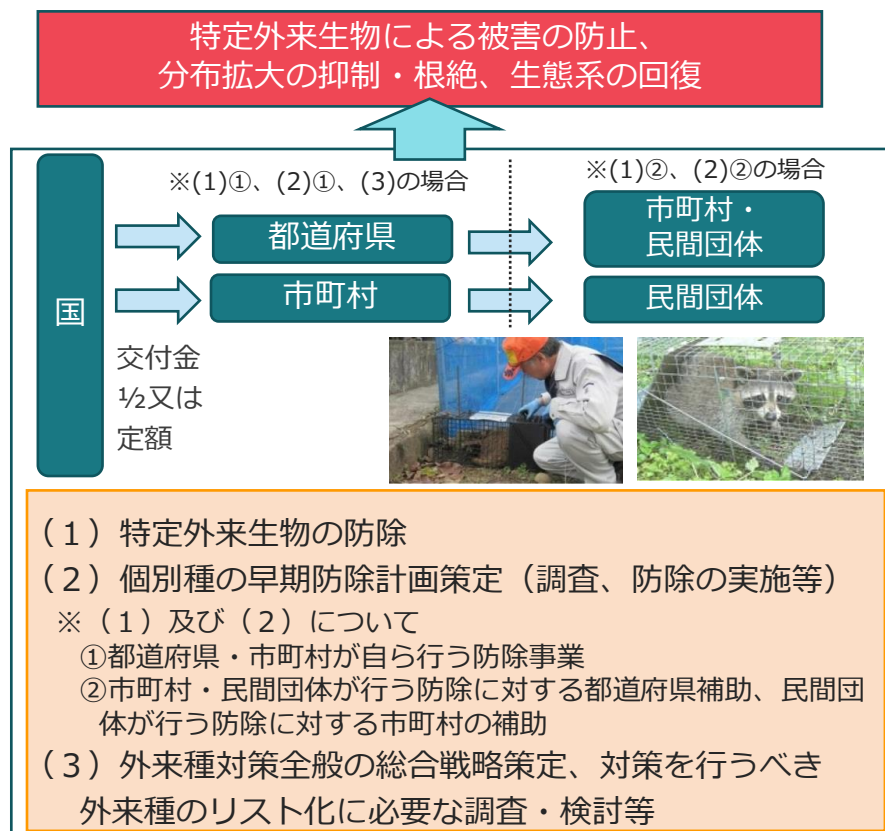 特定外来生物による被害の防止、
分布拡大の抑制・根絶、生態系の回復
※(1)①、(2)①、(3)の場合
※(1)②、(2)②の場合
国
都道府県
市町村・
民間団体
市町村
民間団体
交付金
½又は
定額
（１）特定外来生物の防除
（２）個別種の早期防除計画策定（調査、防除の実施等）
※（１）及び（２）について
①都道府県・市町村が自ら行う防除事業
②市町村・民間団体が行う防除に対する都道府県補助、民間団
体が行う防除に対する市町村の補助
（３）外来種対策全般の総合戦略策定、対策を行うべき
外来種のリスト化に必要な調査・検討等